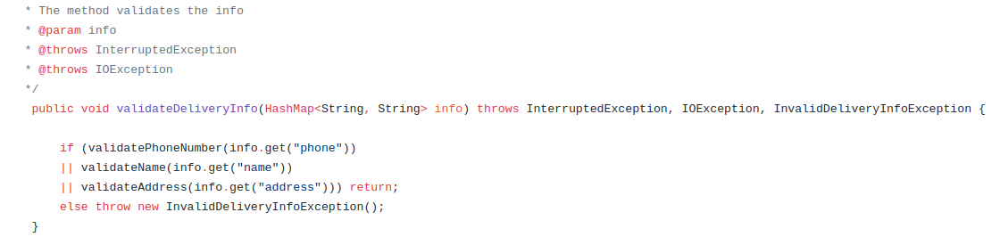 * The method validates the info
* @param info
* @throws InterruptedException
* @throws IOException
*/
public void validateDeliveryInfo(HashMap<String, String> info) throws InterruptedException, IOException, InvalidDeliveryInfoException {
if (validatePhoneNumber(info.get("phone"))
|| validateName(info.get("name"))
|| validateAddress(info.get("address"))) return;
else throw new InvalidDeliveryInfoException();
}